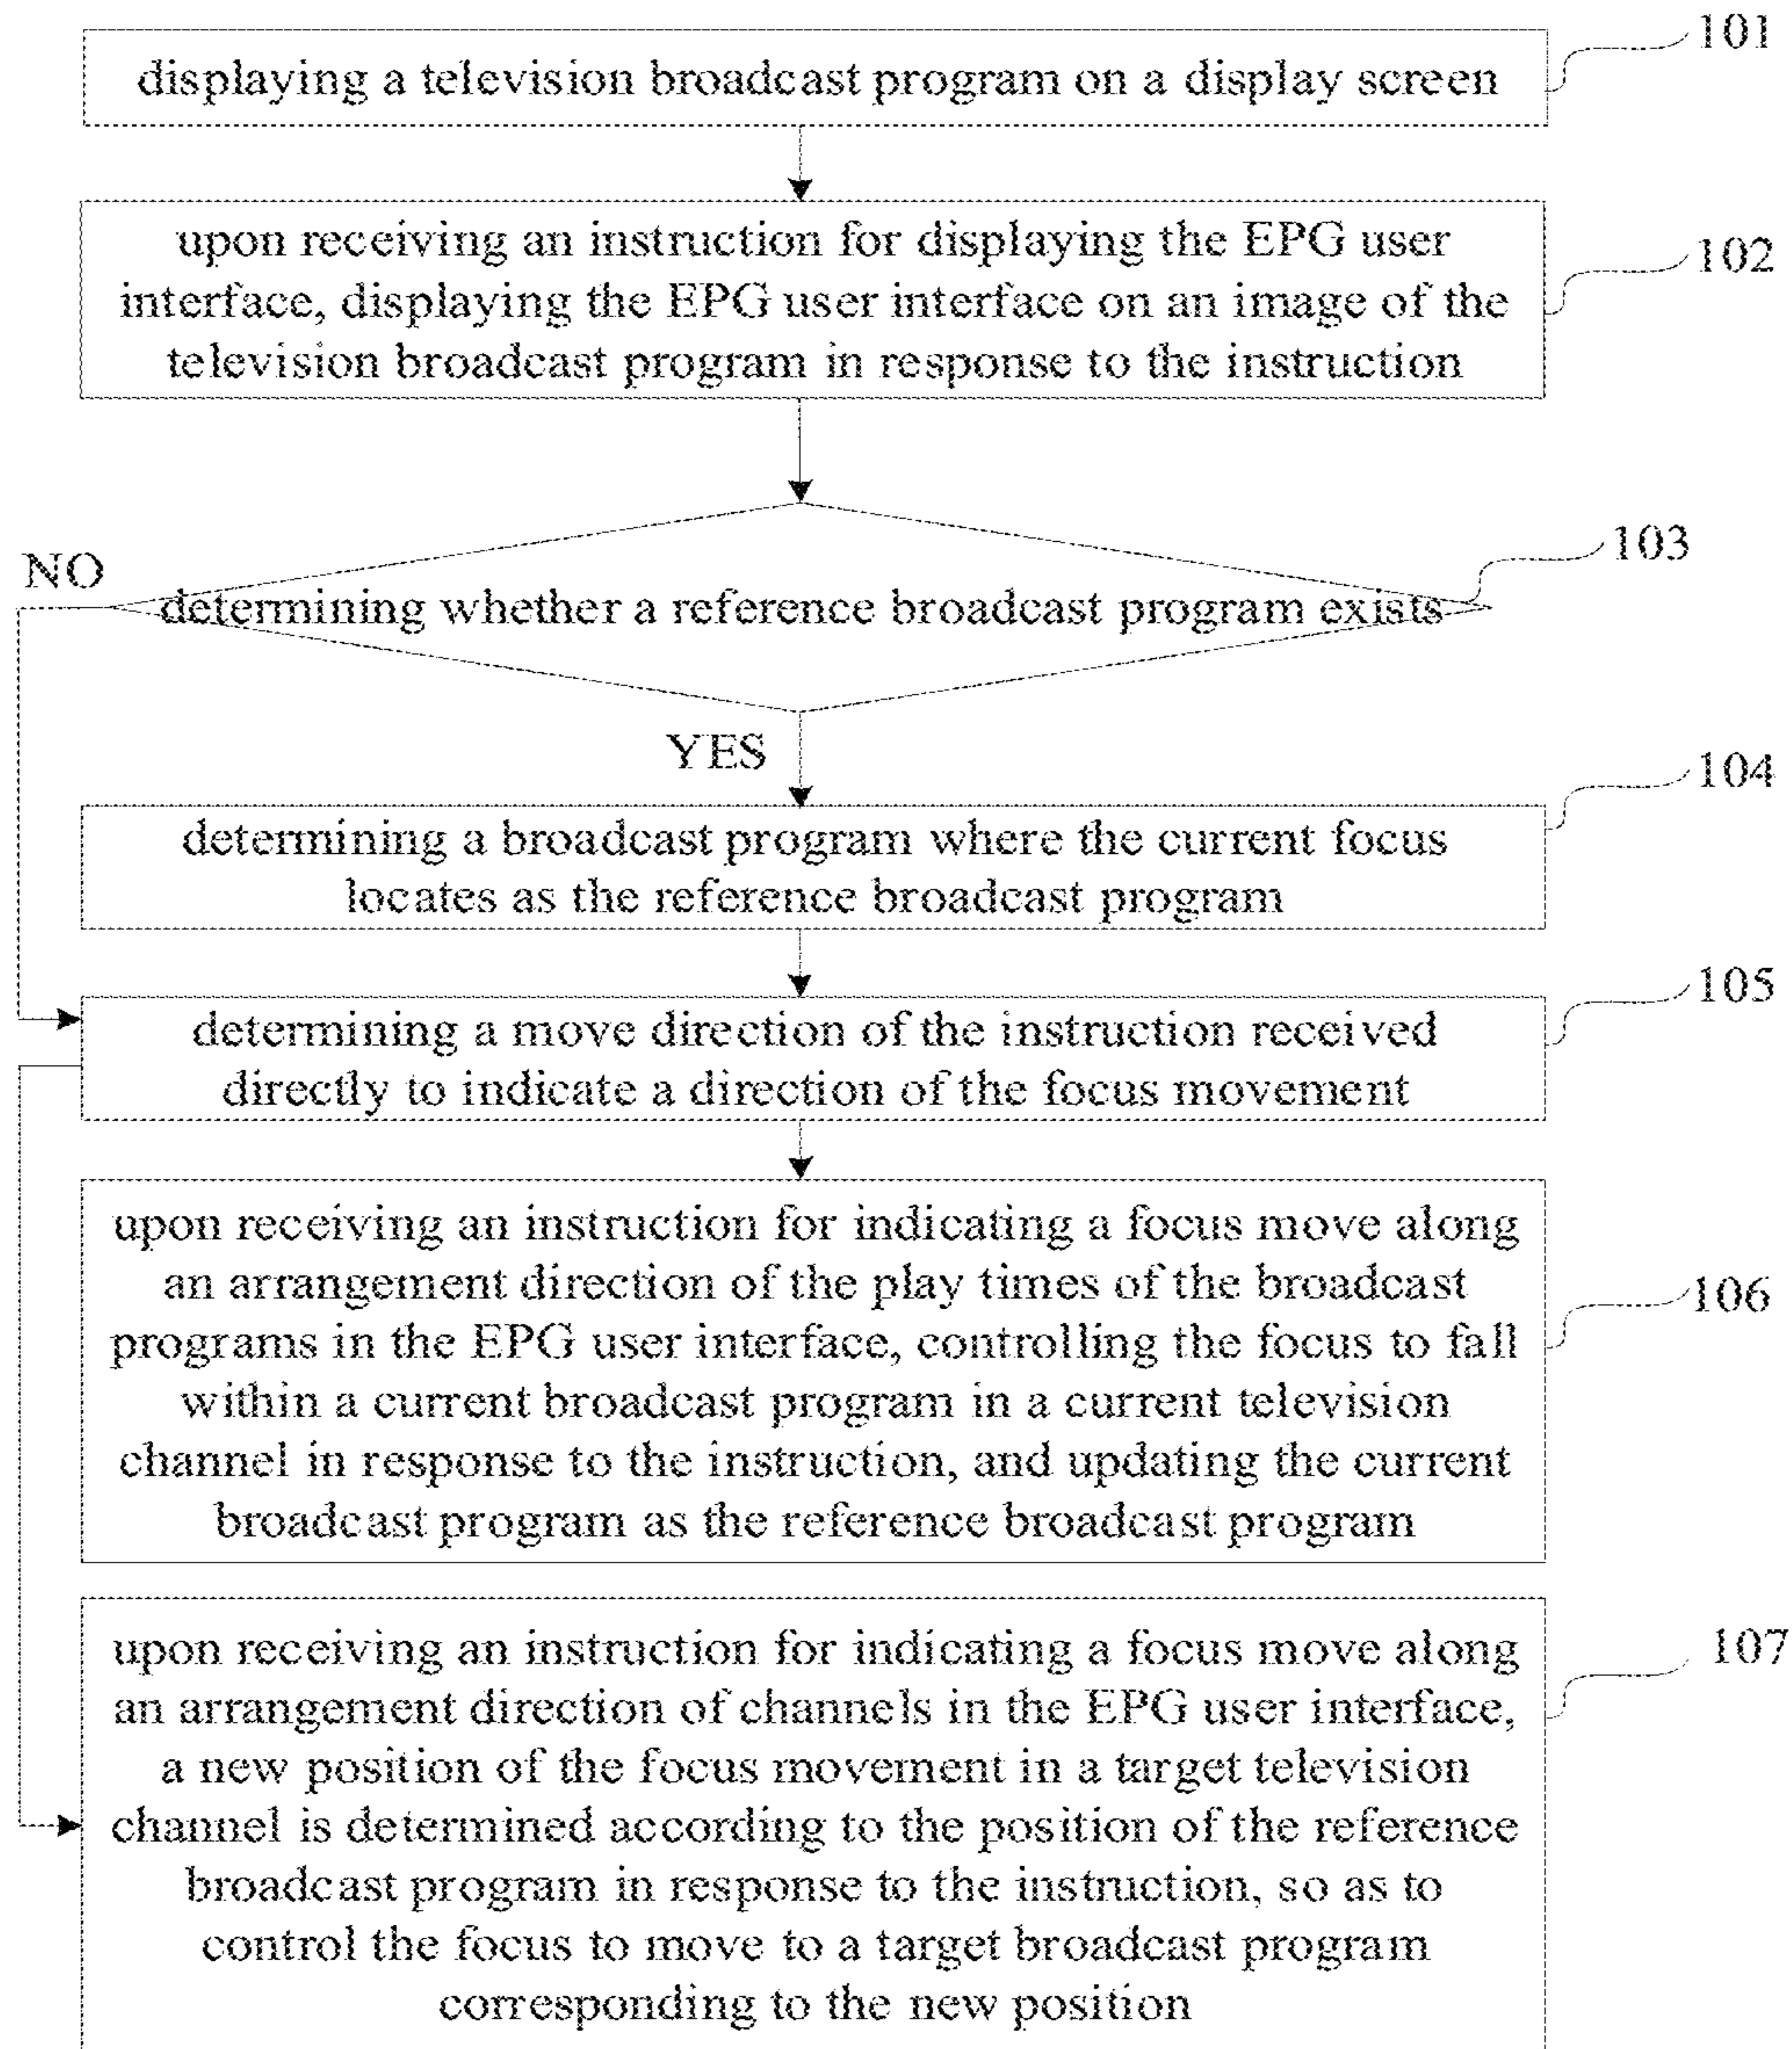 displaying a television broadcast program on a display screen
101
upon receiving an instruction for displaying the EPG user
interface, displaying the EPG user interface on an image of the
television broadcast program in response to the instruction
102
NO
determining whether a reference broadcast program exists
103
YES
determining a broadcast program where the current focus
locates as the reference broadcast program
104
determining a move direction of the instruction received
directly to indicate a direction of the focus movement
105
upon receiving an instruction for indicating a focus move along
an arrangement direction of the play times of the broadcast
programs in the EPG user interface, controlling the focus to fall
within a current broadcast program in a current television
channel in response to the instruction, and updating the current
broadcast program as the reference broadcast program
106
upon receiving an instruction for indicating a focus move along
an arrangement direction of channels in the EPG user interface,
a new position of the focus movement in a target television
channel is determined according to the position of the reference
broadcast program in response to the instruction, so as to
control the focus to move to a target broadcast program
corresponding to the new position
107